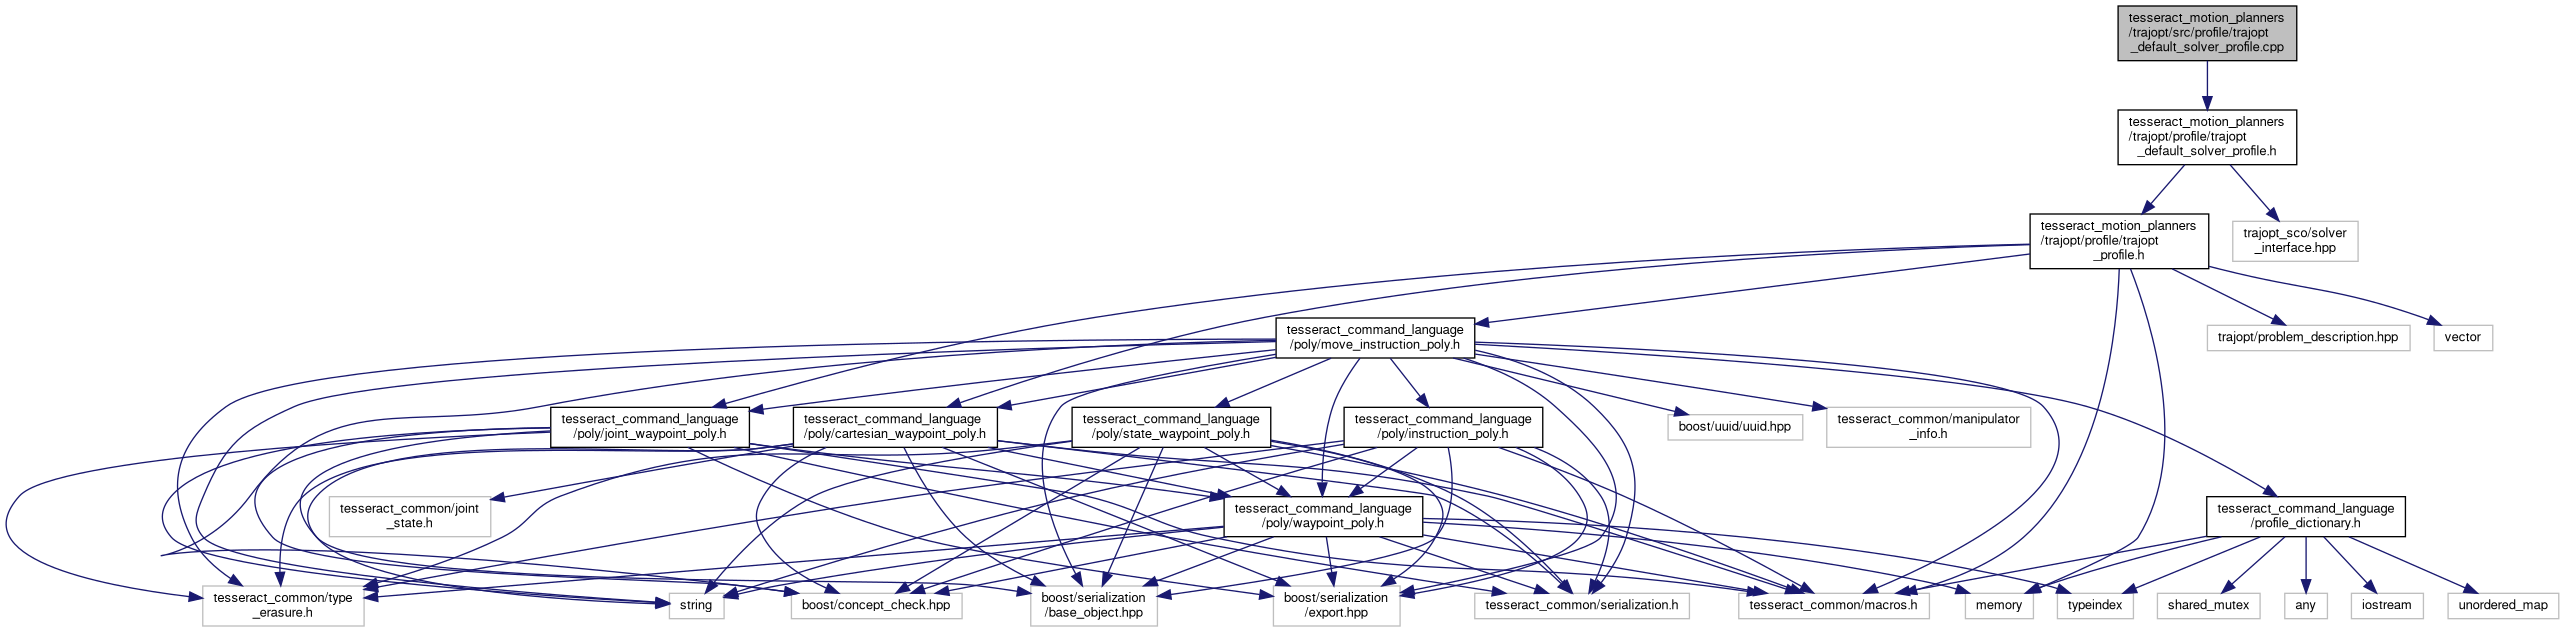 tesseract_motion_planners
/trajopt/src/profile/trajopt
_default_solver_profile.cpp
tesseract_motion_planners
/trajopt/profile/trajopt
_default_solver_profile.h
tesseract_motion_planners
/trajopt/profile/trajopt
_profile.h
trajopt_sco/solver
_interface.hpp
tesseract_command_language
/poly/move_instruction_poly.h
trajopt/problem_description.hpp
vector
tesseract_command_language
/poly/joint_waypoint_poly.h
tesseract_command_language
/poly/cartesian_waypoint_poly.h
tesseract_command_language
/poly/state_waypoint_poly.h
tesseract_command_language
/poly/instruction_poly.h
boost/uuid/uuid.hpp
tesseract_common/manipulator
_info.h
tesseract_common/joint
_state.h
tesseract_command_language
/poly/waypoint_poly.h
tesseract_command_language
/profile_dictionary.h
tesseract_common/type
_erasure.h
string
boost/concept_check.hpp
boost/serialization
/base_object.hpp
boost/serialization
/export.hpp
tesseract_common/serialization.h
tesseract_common/macros.h
memory
typeindex
shared_mutex
any
iostream
unordered_map